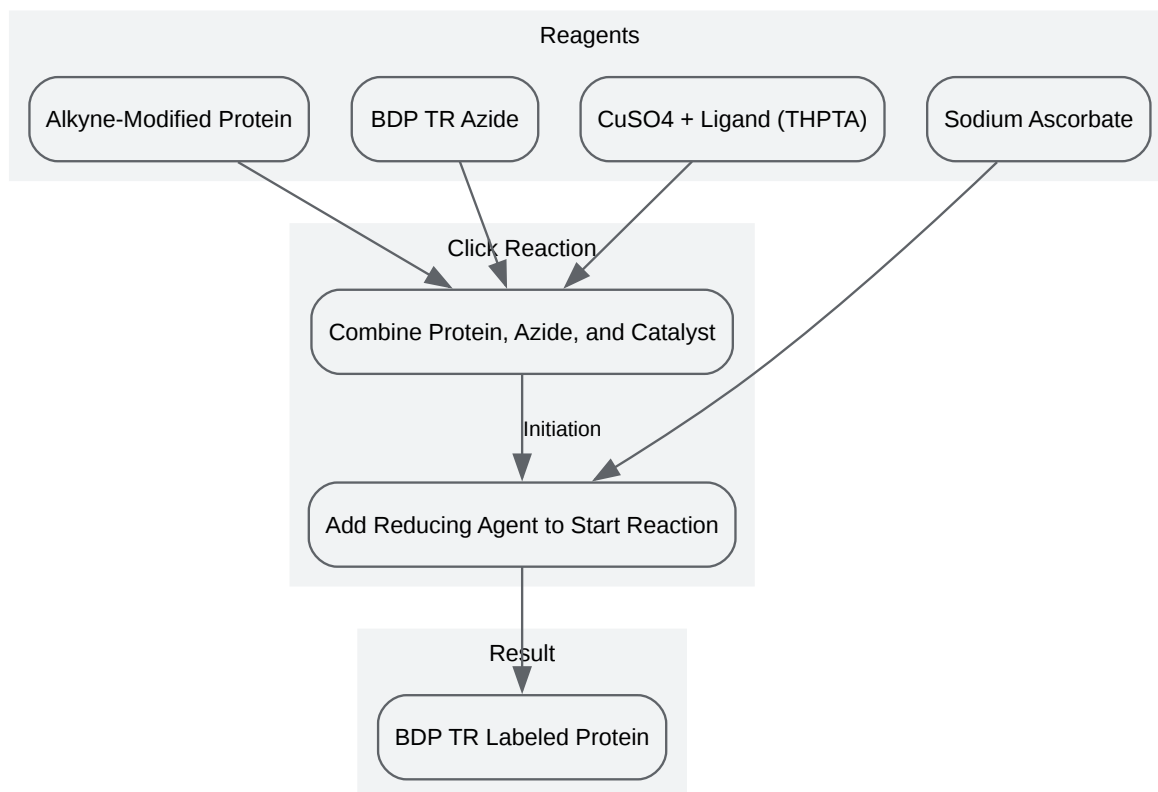 Reagents
Alkyne-Modified Protein
BDP TR Azide
CuSO4 + Ligand (THPTA)
Sodium Ascorbate
Click Reaction
Combine Protein, Azide, and Catalyst
Initiation
Add Reducing Agent to Start Reaction
Result
BDP TR Labeled Protein